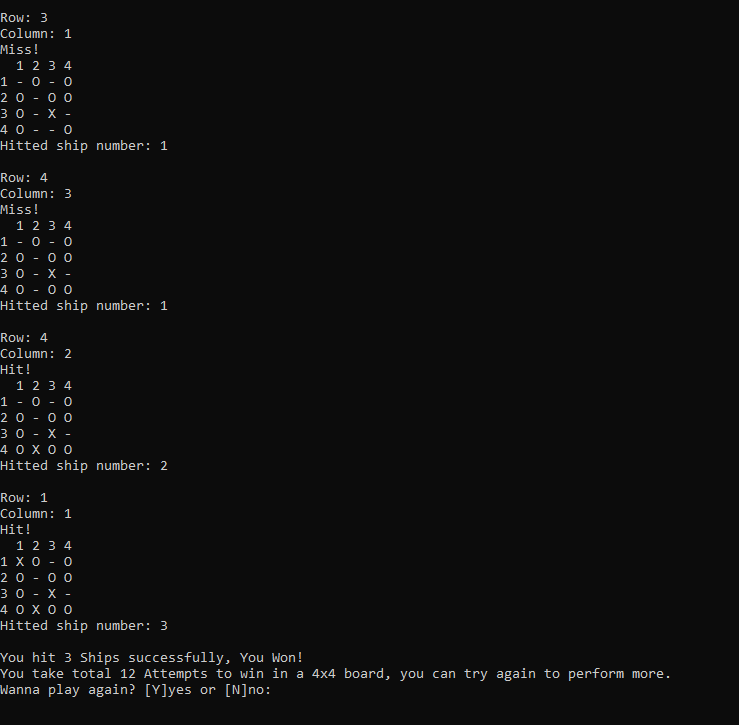 Row: 3
Column: 1
Miss!
  1 2 3 4
1 - O - O
2 O - O O
3 O - X -
4 O - - O
Hitted ship number: 1
Row: 4
Column: 3
Miss!
  1 2 3 4
1 - O - O
2 O - O O
3 O - X -
4 O - O O
Hitted ship number: 1
Row: 4
Column: 2
Hit!
  1 2 3 4
1 - O - O
2 O - O O
3 O - X -
4 O X O O
Hitted ship number: 2
Row: 1
Column: 1
Hit!
  1 2 3 4
1 X O - O
2 O - O O
3 O - X -
4 O X O O
Hitted ship number: 3
You hit 3 Ships successfully, You Won!
You take total 12 Attempts to win in a 4x4 board, you can try again to perform more.
Wanna play again? [Y]yes or [N]no: